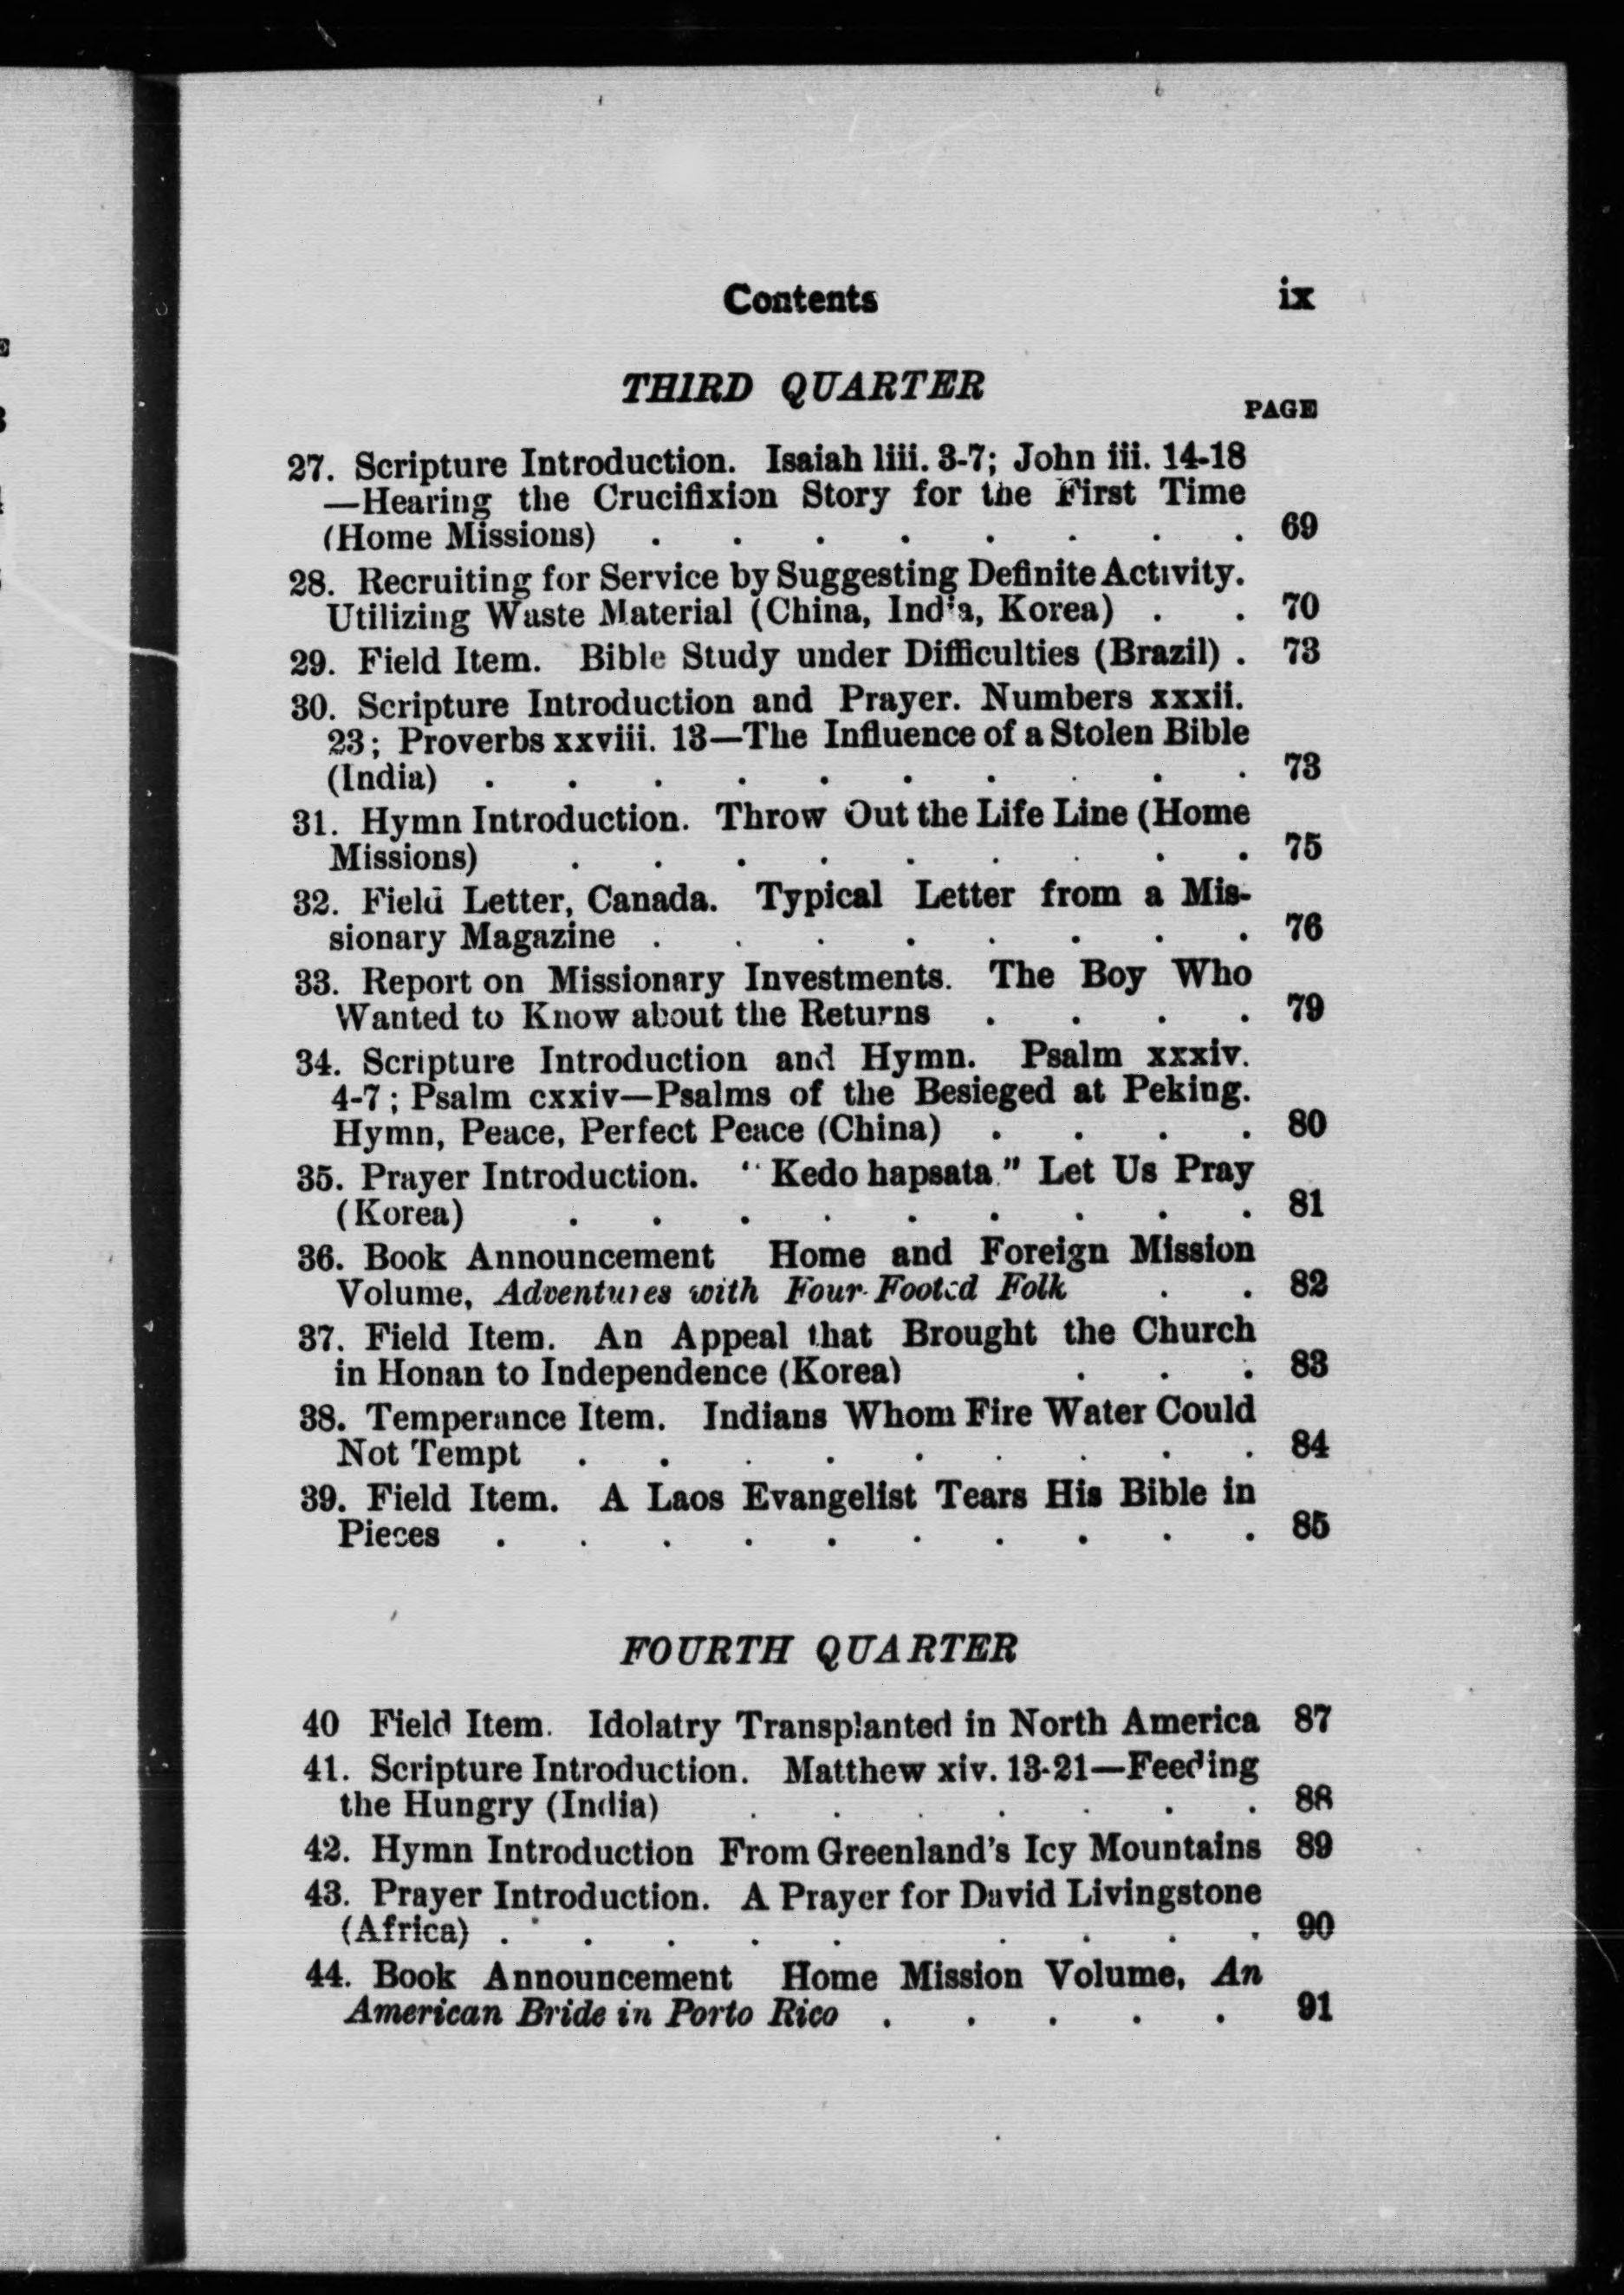 Contents ix
THIRD QUARTER
PAGE
27. Scripture Introduction. Isaiah liii. 3-7; John iii. 14-18
—Hearing the Crucifixion Story for the First Time
(Home Missions) . . . . . . . . 69
28. Recruiting for Service by Suggesting Definite Activity.
Utilizing Waste Material (China, India, Korea) . . 70
29. Field Item. Bible Study under Difficulties (Brazil) . 73
30. Scripture Introduction and Prayer. Numbers xxxii.
23; Proverbs xxviii. 13—The Influence of a Stolen Bible
(India) . . . . . . . . . . 73
31. Hymn Introduction. Throw Out the Life Line (Home
Missions) . . . . . . . . . 75
32. Field Letter, Canada. Typical Letter from a Mis-
sionary Magazine . . . . . . . . 76
33. Report on Missionary Investments. The Boy Who
Wanted to Know about the Returns . . . . 79
34. Scripture Introduction and Hymn. Psalm xxxiv.
4-7; Psalm cxxiv—Psalms of the Besieged at Peking.
Hymn, Peace, Perfect Peace (China) . . . . 80
35. Prayer Introduction. "Kedo hapsata." Let Us Pray
(Korea) . . . . . . . . . 81
36. Book Announcement Home and Foreign Mission
Volume, Adventures with Four-Footed Folk . . 82
37. Field Item. An Appeal that Brought the Church
in Honan to Independence (Korea) . . . 83
38. Temperance Item. Indians Whom Fire Water Could
Not Tempt . . . . . . . . . 84
39. Field Item. A Laos Evangelist Tears His Bible in
Pieces . . . . . . . . . . 85
FOURTH QUARTER
40 Field Item. Idolatry Transplanted in North America 87
41. Scripture Introduction. Matthew xiv. 13-21—Feeding
the Hungry (India) . . . . . . . 88
42. Hymn Introduction From Greenland's Icy Mountains 89
43. Prayer Introduction. A Prayer for David Livingstone
(Africa) . . . . . . . . . 90
44. Book Announcement Home Mission Volume, An
American Bride in Porto Rico . . . . . 91